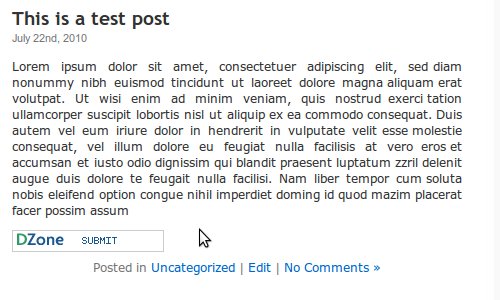 This is a test post
July 22nd, 2010
Lorem ipsum dolor sit amet, consectetuer adipiscing elit, sed diam
nonummy nibh euismod tincidunt ut laoreet dolore magna aliquam erat
volutpat. Ut wisi enim ad minim veniam, quis nostrud exerci tation
ullamcorper suscipit lobortis nisl ut aliquip ex ea commodo consequat. Duis
autem vel eum iriure dolor in hendrerit in vulputate velit esse molestie
consequat, vel illum dolore eu feugiat nulla facilisis at vero eros et
accumsan et iusto odio dignissim qui blandit praesent luptatum zzril delenit
augue duis dolore te feugait nulla facilisi. Nam liber tempor cum soluta
nobis eleifend option congue nihil imperdiet doming id quod mazim placerat
facer possim assum
DZone SUBMIT
Posted in Uncategorized | Edit | No Comments »